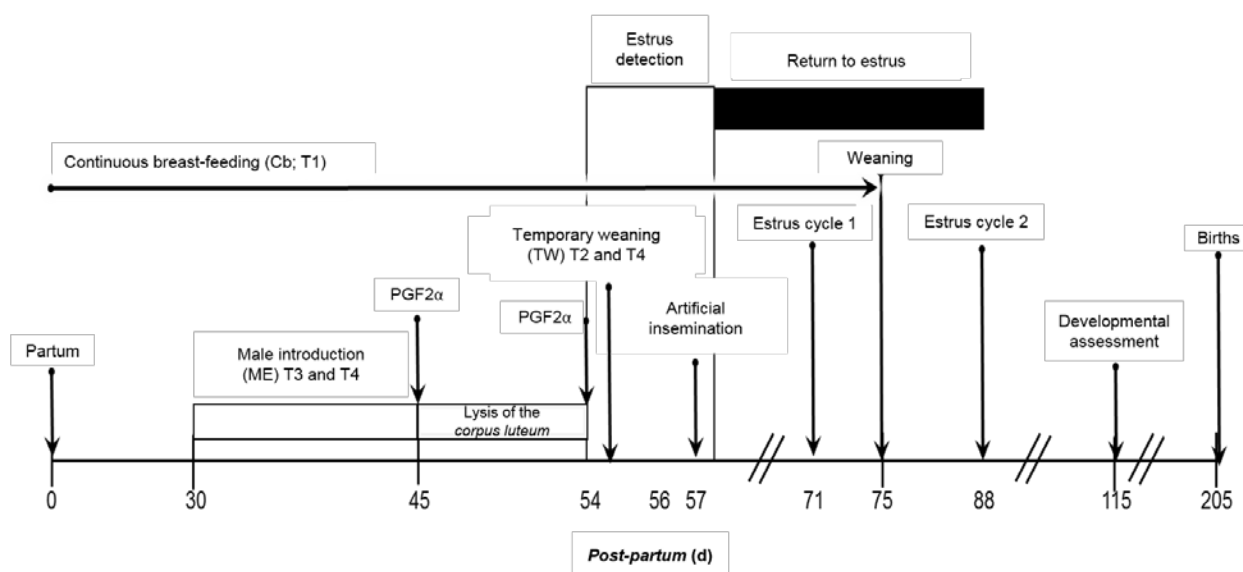 Estrus
detection
Return to estrus
Continuous breast-feeding (Cb; T1)
Weaning
Temporary weaning
(TW) T2 and T4
Estrus cycle 1
Estrus cycle 2
Births
PGF2α
PGF2α
Artificial
insemination
Developmental
assessment
Partum
Male introduction
(ME) T3 and T4
Lysis of the
corpus luteum
0 30 45 54 56 57 71 75 88 115 205
Post-partum (d)